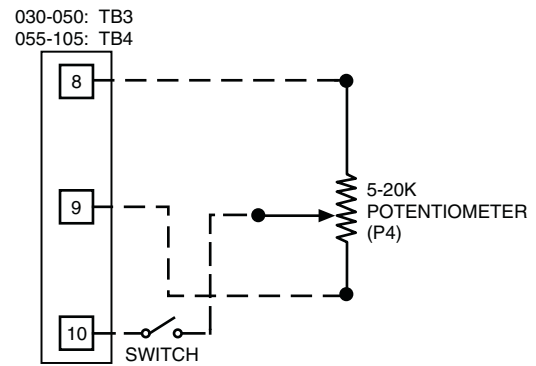 030-050: TB3
055-105: TB4
8
9
5-20K
POTENTIOMETER
(P4)
10
SWITCH